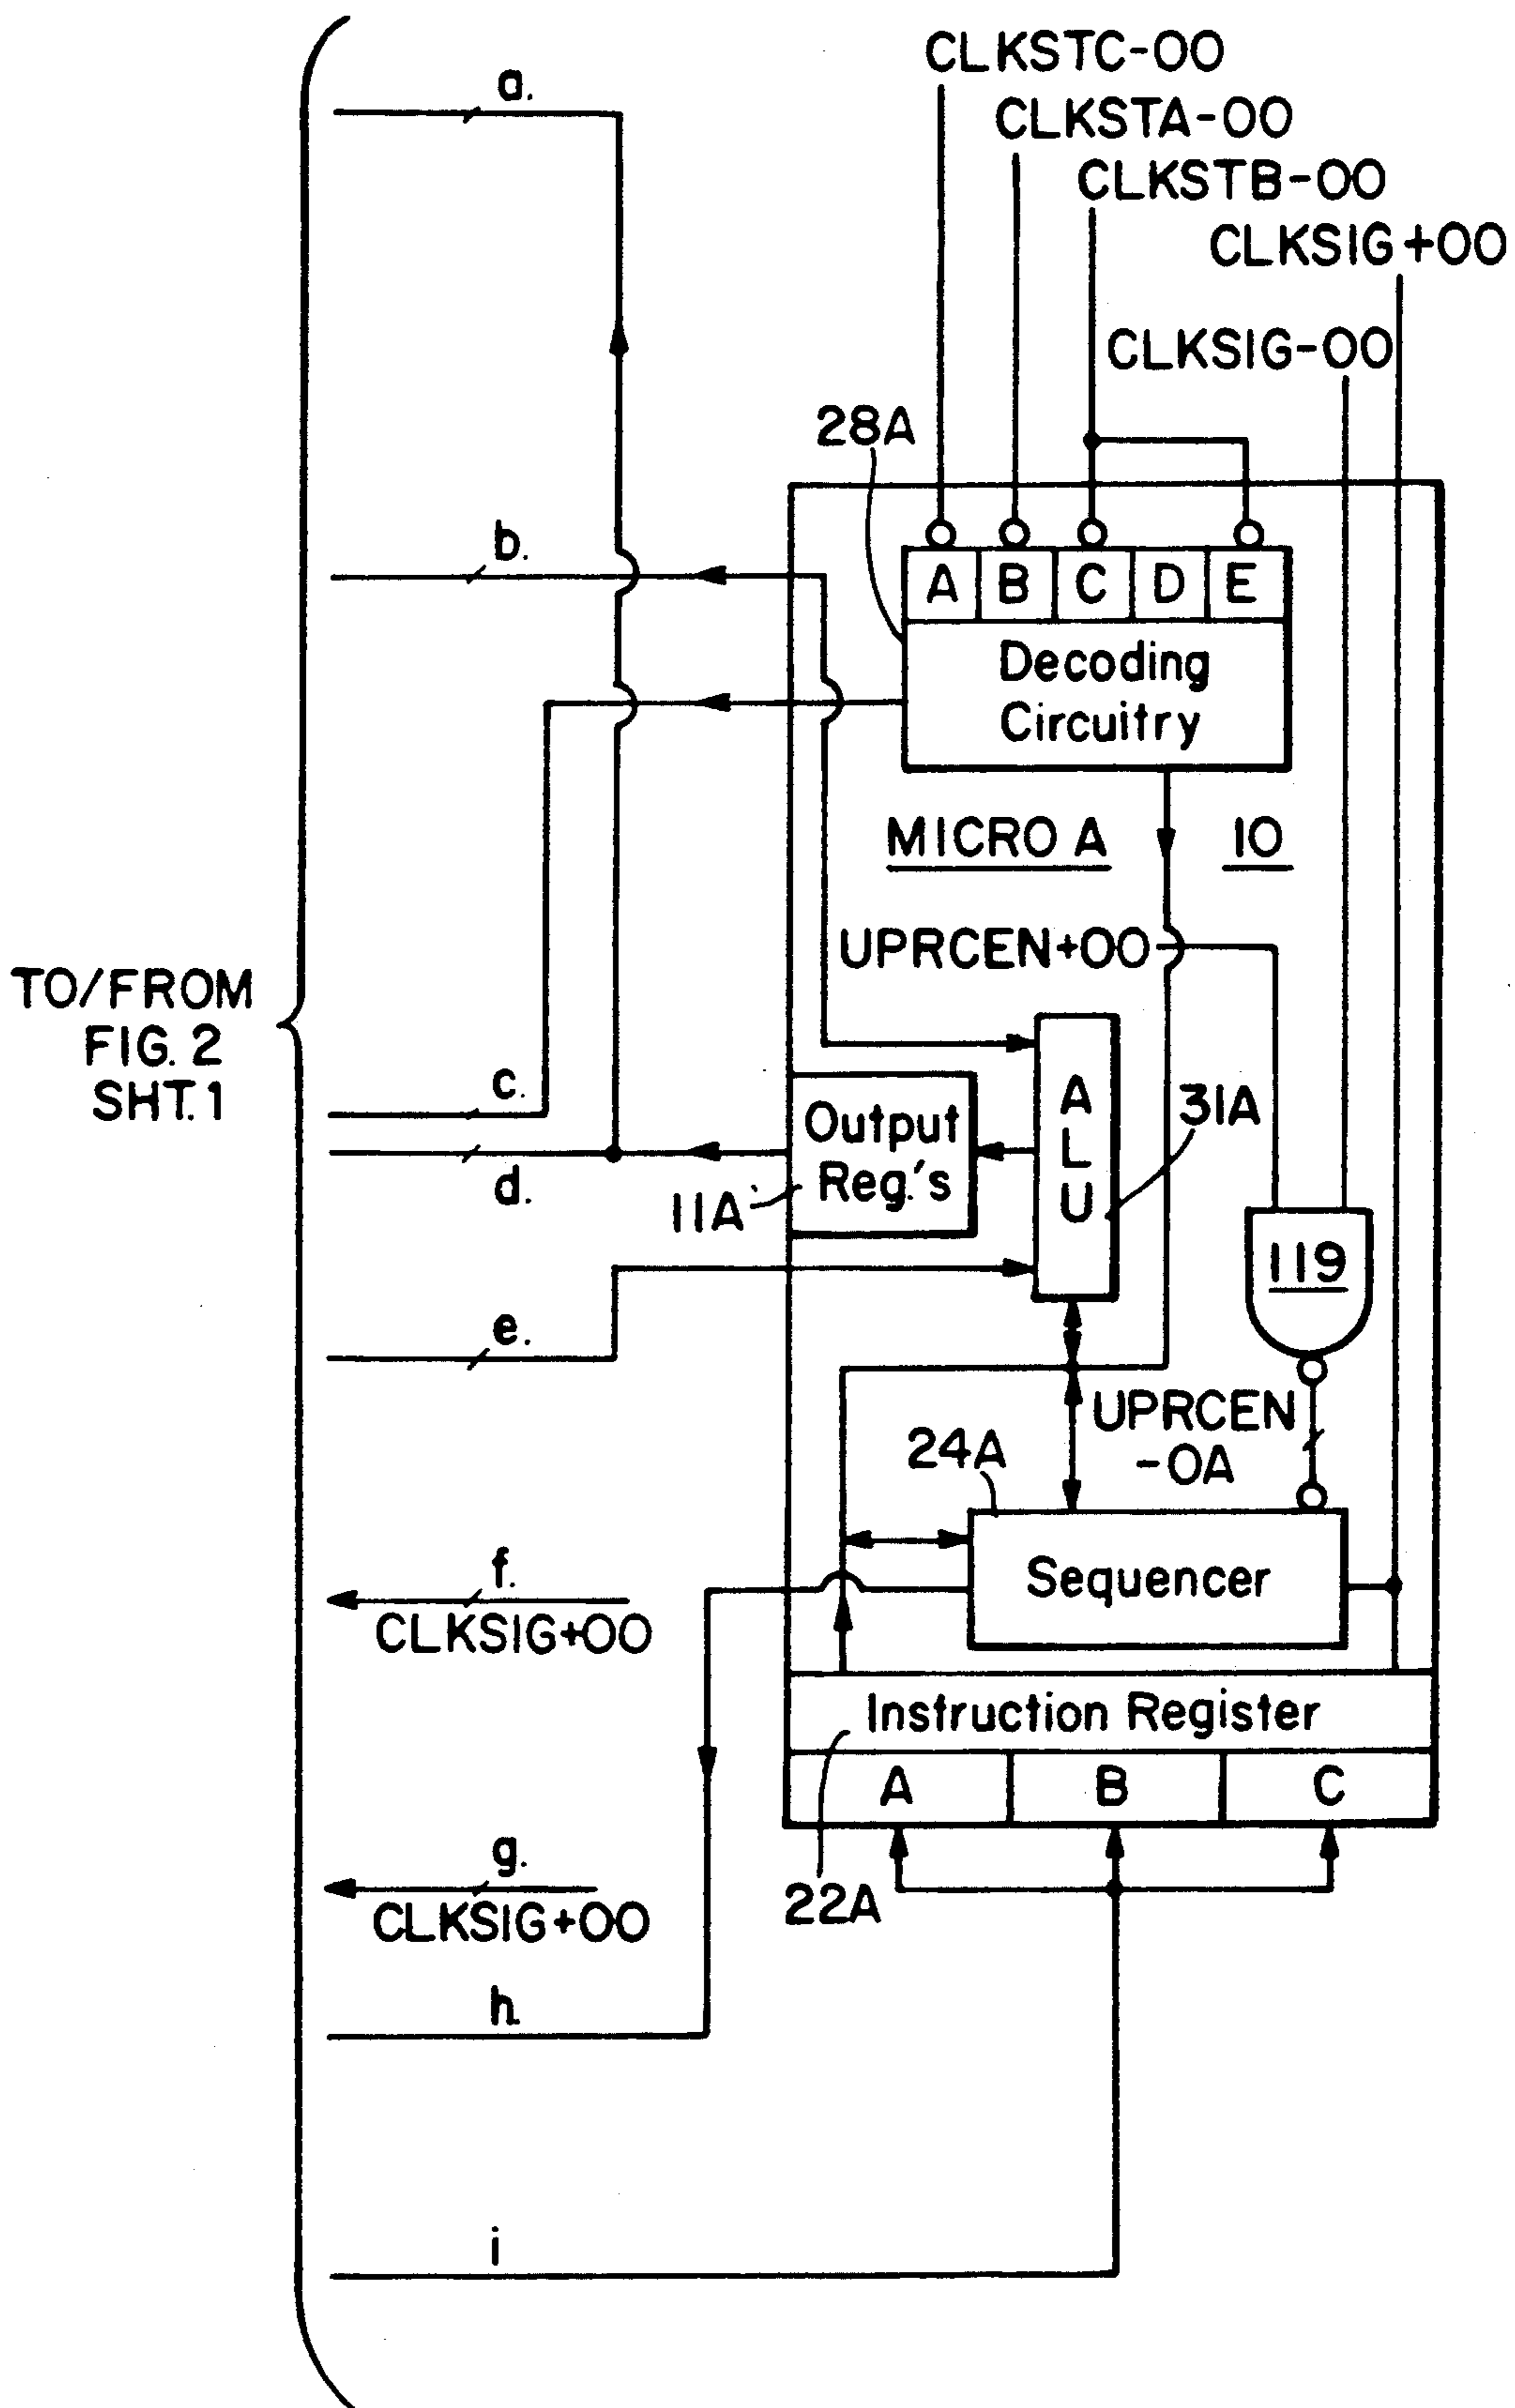 CLKSTC-00
CLKSTA-00
CLKSTB-00
CLKSIG+00
CLKSIG-00
a.
28A
b.
A B C D E
Decoding
Circuitry
MICRO A 10
UPRCEN+00
TO/FROM
FIG. 2
SHT. 1
c.
d.
Output
Reg.'s
11A
ALU
31A
119
e.
UPRCEN
-0A
24A
Sequencer
f.
CLKSIG+00
Instruction Register
A B C
22A
g.
CLKSIG+00
h.
i